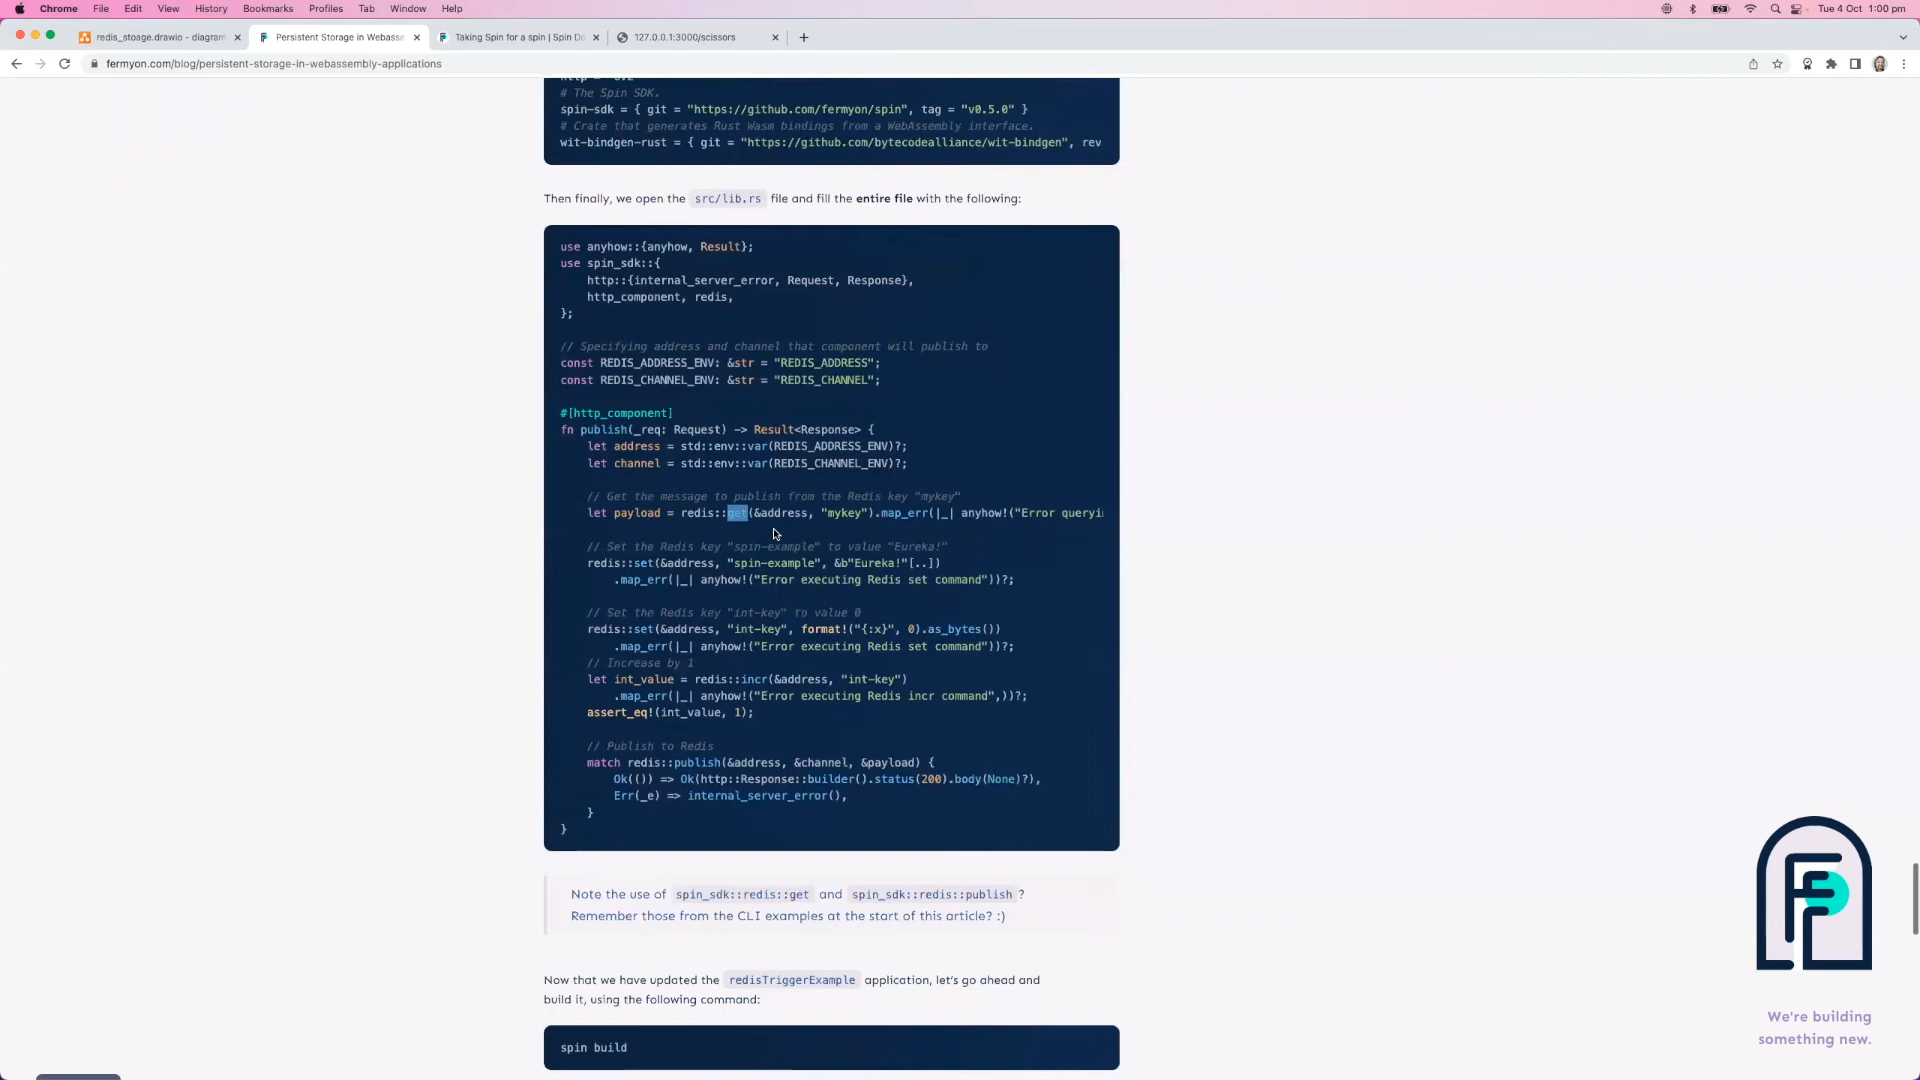 Chrome File Edit View History Bookmarks Profiles Tab Window Help Tue 4 Oct 1:00 pm
redis_stoage.drawio - diagram Persistent Storage in Webasse Taking Spin for a spin | Spin Do 127.0.0.1:3000/scissors
fermyon.com/blog/persistent-storage-in-webassembly-applications
# The Spin SDK.
spin-sdk = { git = "https://github.com/fermyon/spin", tag = "v0.5.0" }
# Crate that generates Rust Wasm bindings from a WebAssembly interface.
wit-bindgen-rust = { git = "https://github.com/bytecodealliance/wit-bindgen", rev
Then finally, we open the src/lib.rs file and fill the entire file with the following:
use anyhow::{anyhow, Result};
use spin_sdk::{
http::{internal_server_error, Request, Response},
http_component, redis,
};
// Specifying address and channel that component will publish to
const REDIS_ADDRESS_ENV: &str = "REDIS_ADDRESS";
const REDIS_CHANNEL_ENV: &str = "REDIS_CHANNEL";
#[http_component]
fn publish(_req: Request) -> Result<Response> {
let address = std::env::var(REDIS_ADDRESS_ENV)?;
let channel = std::env::var(REDIS_CHANNEL_ENV)?;
// Get the message to publish from the Redis key "mykey"
let payload = redis::get(&address, "mykey").map_err(|_| anyhow!("Error queryi
// Set the Redis key "spin-example" to value "Eureka!"
redis::set(&address, "spin-example", &b"Eureka!"[..])
.map_err(|_| anyhow!("Error executing Redis set command"))?;
// Set the Redis key "int-key" to value 0
redis::set(&address, "int-key", format!("{:x}", 0).as_bytes())
.map_err(|_| anyhow!("Error executing Redis set command"))?;
// Increase by 1
let int_value = redis::incr(&address, "int-key")
.map_err(|_| anyhow!("Error executing Redis incr command",))?;
assert_eq!(int_value, 1);
// Publish to Redis
match redis::publish(&address, &channel, &payload) {
Ok(()) => Ok(http::Response::builder().status(200).body(None)?),
Err(_e) => internal_server_error(),
}
}
Note the use of spin_sdk::redis::get and spin_sdk::redis::publish ?
Remember those from the CLI examples at the start of this article? :)
Now that we have updated the redisTriggerExample application, let's go ahead and
build it, using the following command:
spin build
We're building
something new.